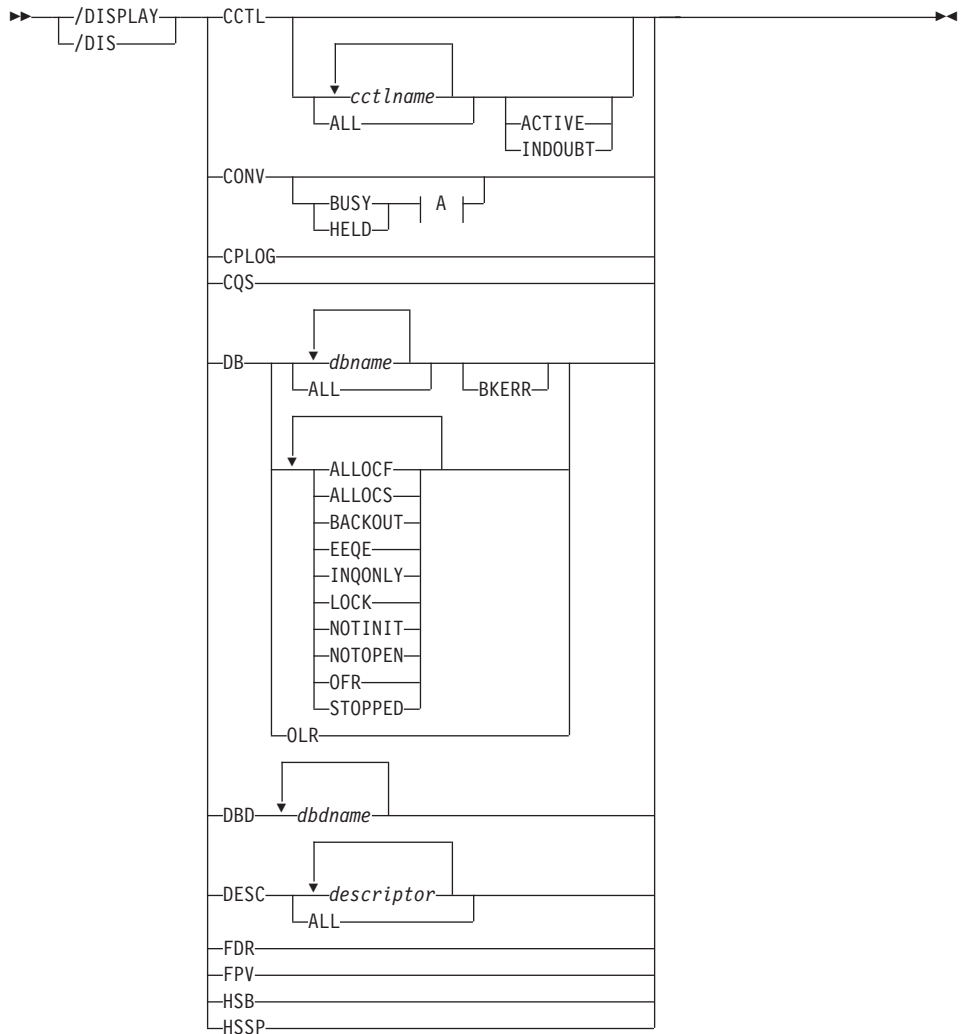 /DISPLAY
/DIS
CCTL
cctlname
ALL
ACTIVE
INDOUBT
CONV
BUSY
HELD
A
CPLOG
CQS
DB
dbname
ALL
BKERR
ALLOCF
ALLOCS
BACKOUT
EEQE
INQONLY
LOCK
NOTINIT
NOTOPEN
OFR
STOPPED
OLR
DBD
dbdname
DESC
descriptor
ALL
FDR
FPV
HSB
HSSP